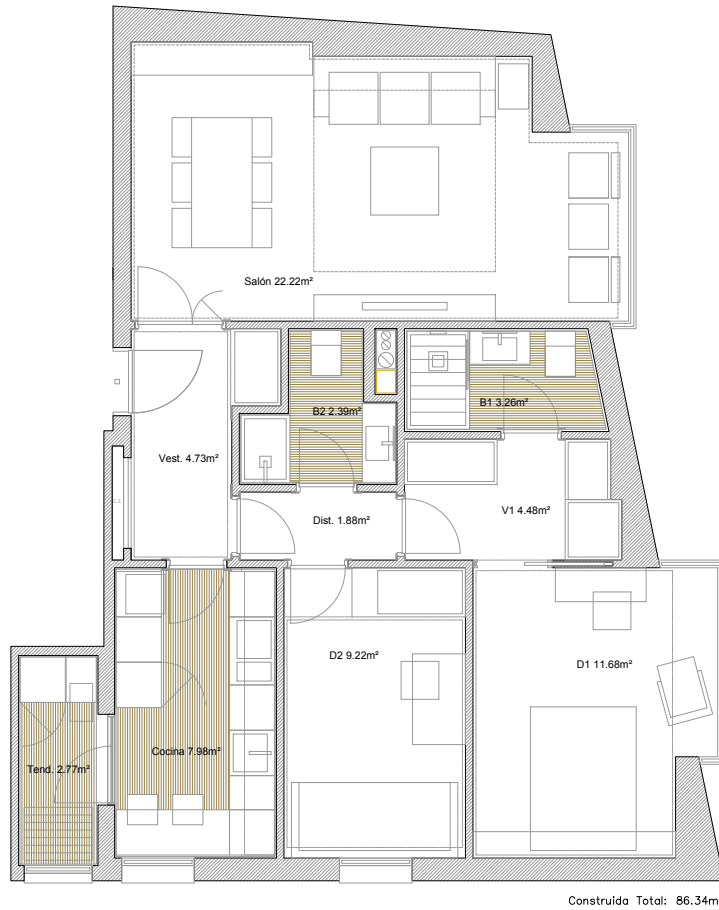 Salón 22.22m²
B2 2.39m²
B1 3.26m²
Vest. 4.73m²
Dist. 1.88m²
V1 4.48m²
D2 9.22m²
D1 11.68m²
Cocina 7.98m²
Tend. 2.77m²
Construida Total: 86.34m